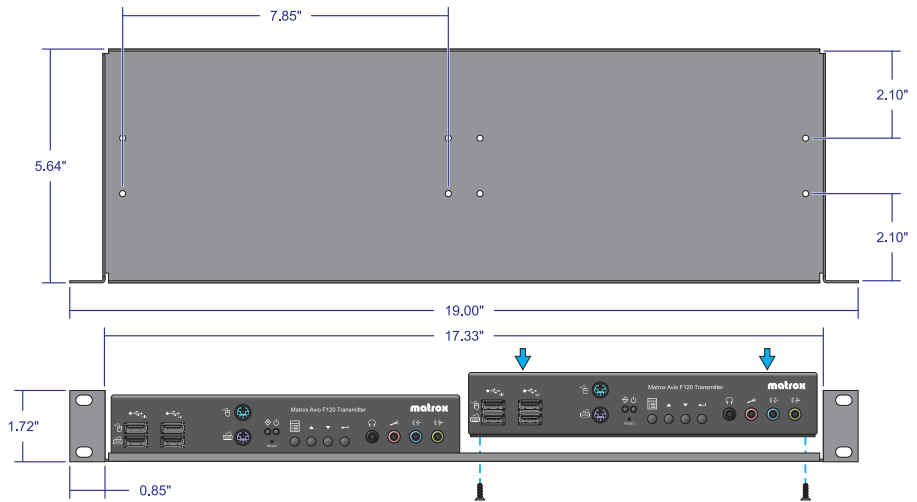 7.85"
2.10"
5.64"
2.10"
19.00"
17.33"
matrox
Matrox Avio F120 Transmitter
RESET
1.72"
Matrox Avio F120 Transmitter
matrox
RESET
0.85"